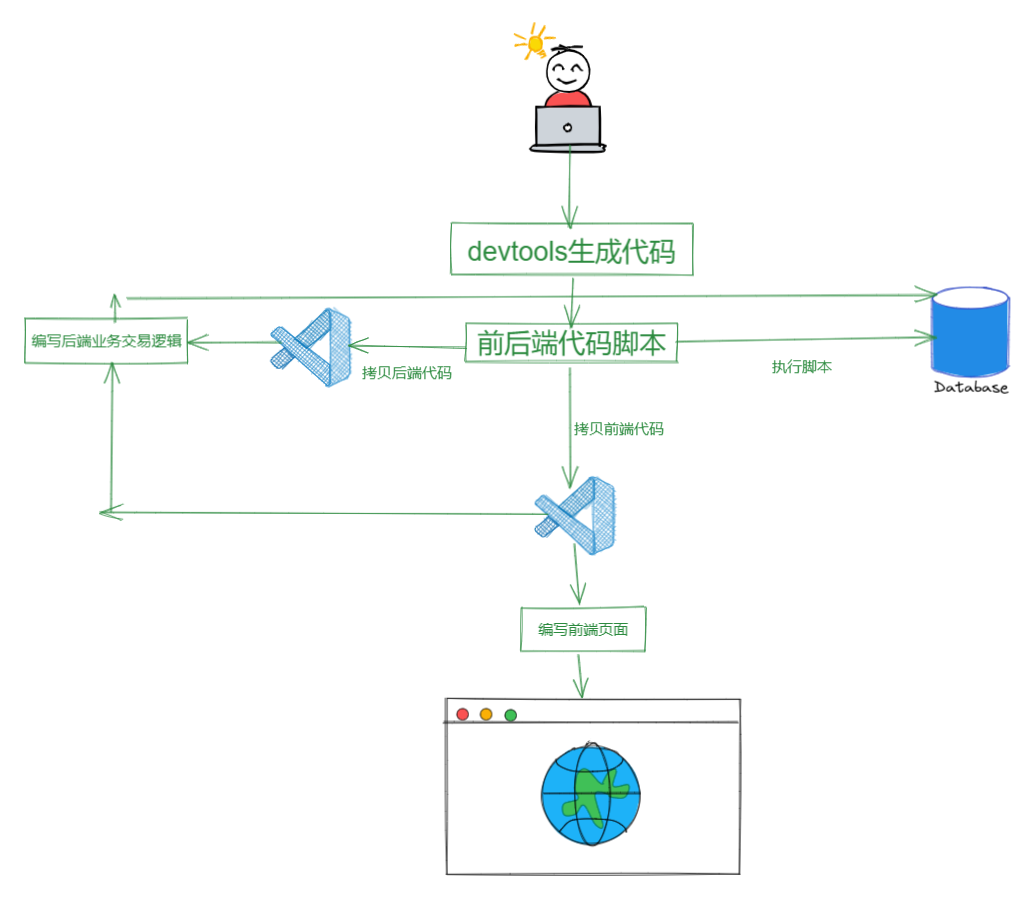 devtools生成代码
编写后端业务交易逻辑
前后端代码脚本
拷贝后端代码
执行脚本
Database
拷贝前端代码
编写前端页面